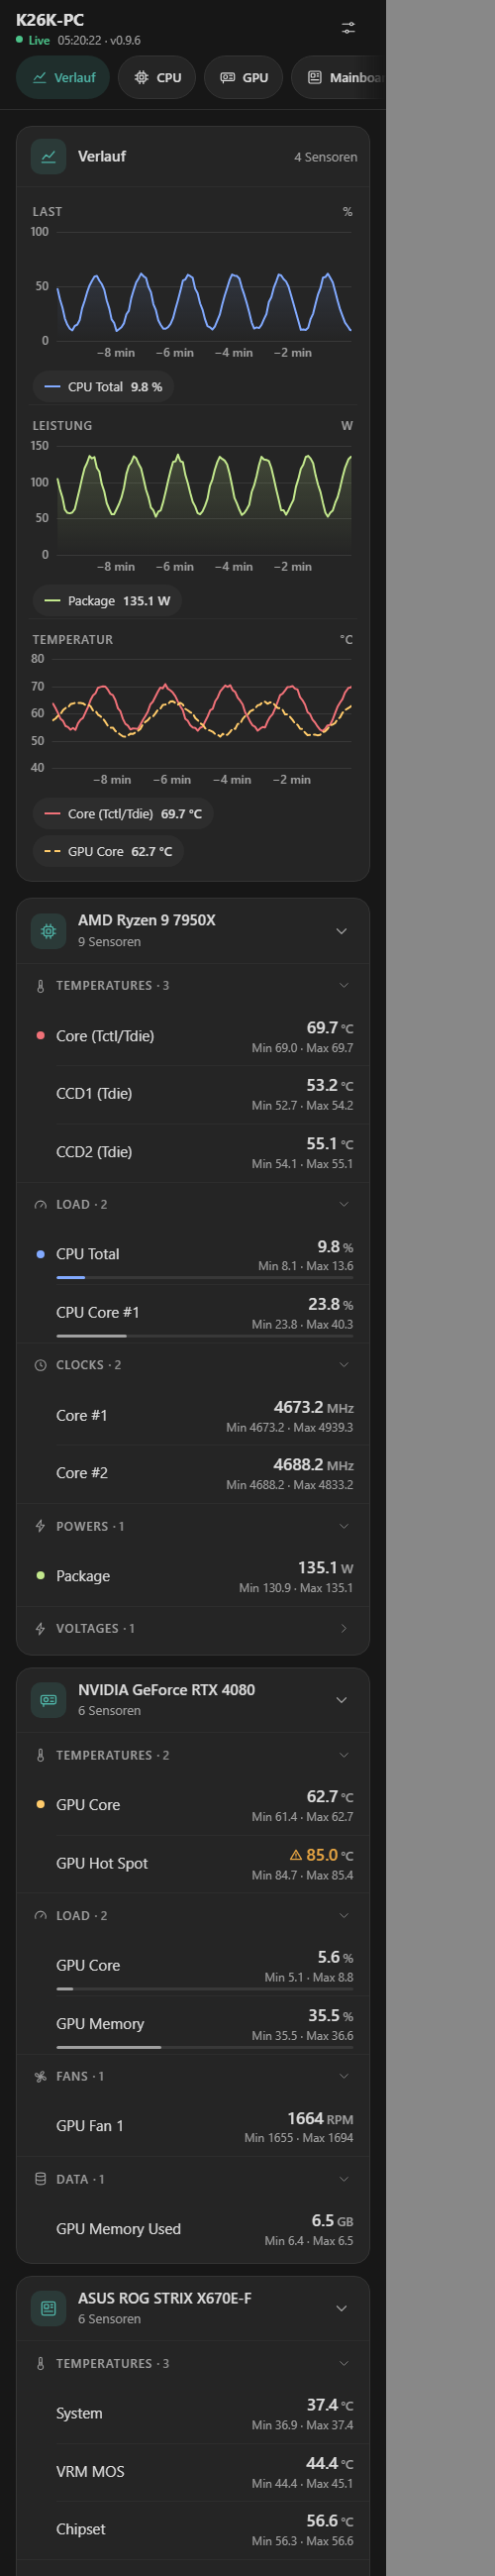 K26K-PC
Live 05:20:22 · v0.9.6
Verlauf CPU GPU Mainboar
Verlauf 4 Sensoren
LAST %
100
50
0
−8 min −6 min −4 min −2 min
CPU Total 9.8 %
LEISTUNG W
150
100
50
0
−8 min −6 min −4 min −2 min
Package 135.1 W
TEMPERATUR °C
80
70
60
50
40
−8 min −6 min −4 min −2 min
Core (Tctl/Tdie) 69.7 °C
GPU Core 62.7 °C
AMD Ryzen 9 7950X
9 Sensoren
TEMPERATURES · 3
Core (Tctl/Tdie) 69.7 °C
Min 69.0 · Max 69.7
CCD1 (Tdie) 53.2 °C
Min 52.7 · Max 54.2
CCD2 (Tdie) 55.1 °C
Min 54.1 · Max 55.1
LOAD · 2
CPU Total 9.8 %
Min 8.1 · Max 13.6
CPU Core #1 23.8 %
Min 23.8 · Max 40.3
CLOCKS · 2
Core #1 4673.2 MHz
Min 4673.2 · Max 4939.3
Core #2 4688.2 MHz
Min 4688.2 · Max 4833.2
POWERS · 1
Package 135.1 W
Min 130.9 · Max 135.1
VOLTAGES · 1
NVIDIA GeForce RTX 4080
6 Sensoren
TEMPERATURES · 2
GPU Core 62.7 °C
Min 61.4 · Max 62.7
GPU Hot Spot 85.0 °C
Min 84.7 · Max 85.4
LOAD · 2
GPU Core 5.6 %
Min 5.1 · Max 8.8
GPU Memory 35.5 %
Min 35.5 · Max 36.6
FANS · 1
GPU Fan 1 1664 RPM
Min 1655 · Max 1694
DATA · 1
GPU Memory Used 6.5 GB
Min 6.4 · Max 6.5
ASUS ROG STRIX X670E-F
6 Sensoren
TEMPERATURES · 3
System 37.4 °C
Min 36.9 · Max 37.4
VRM MOS 44.4 °C
Min 44.4 · Max 45.1
Chipset 56.6 °C
Min 56.3 · Max 56.6